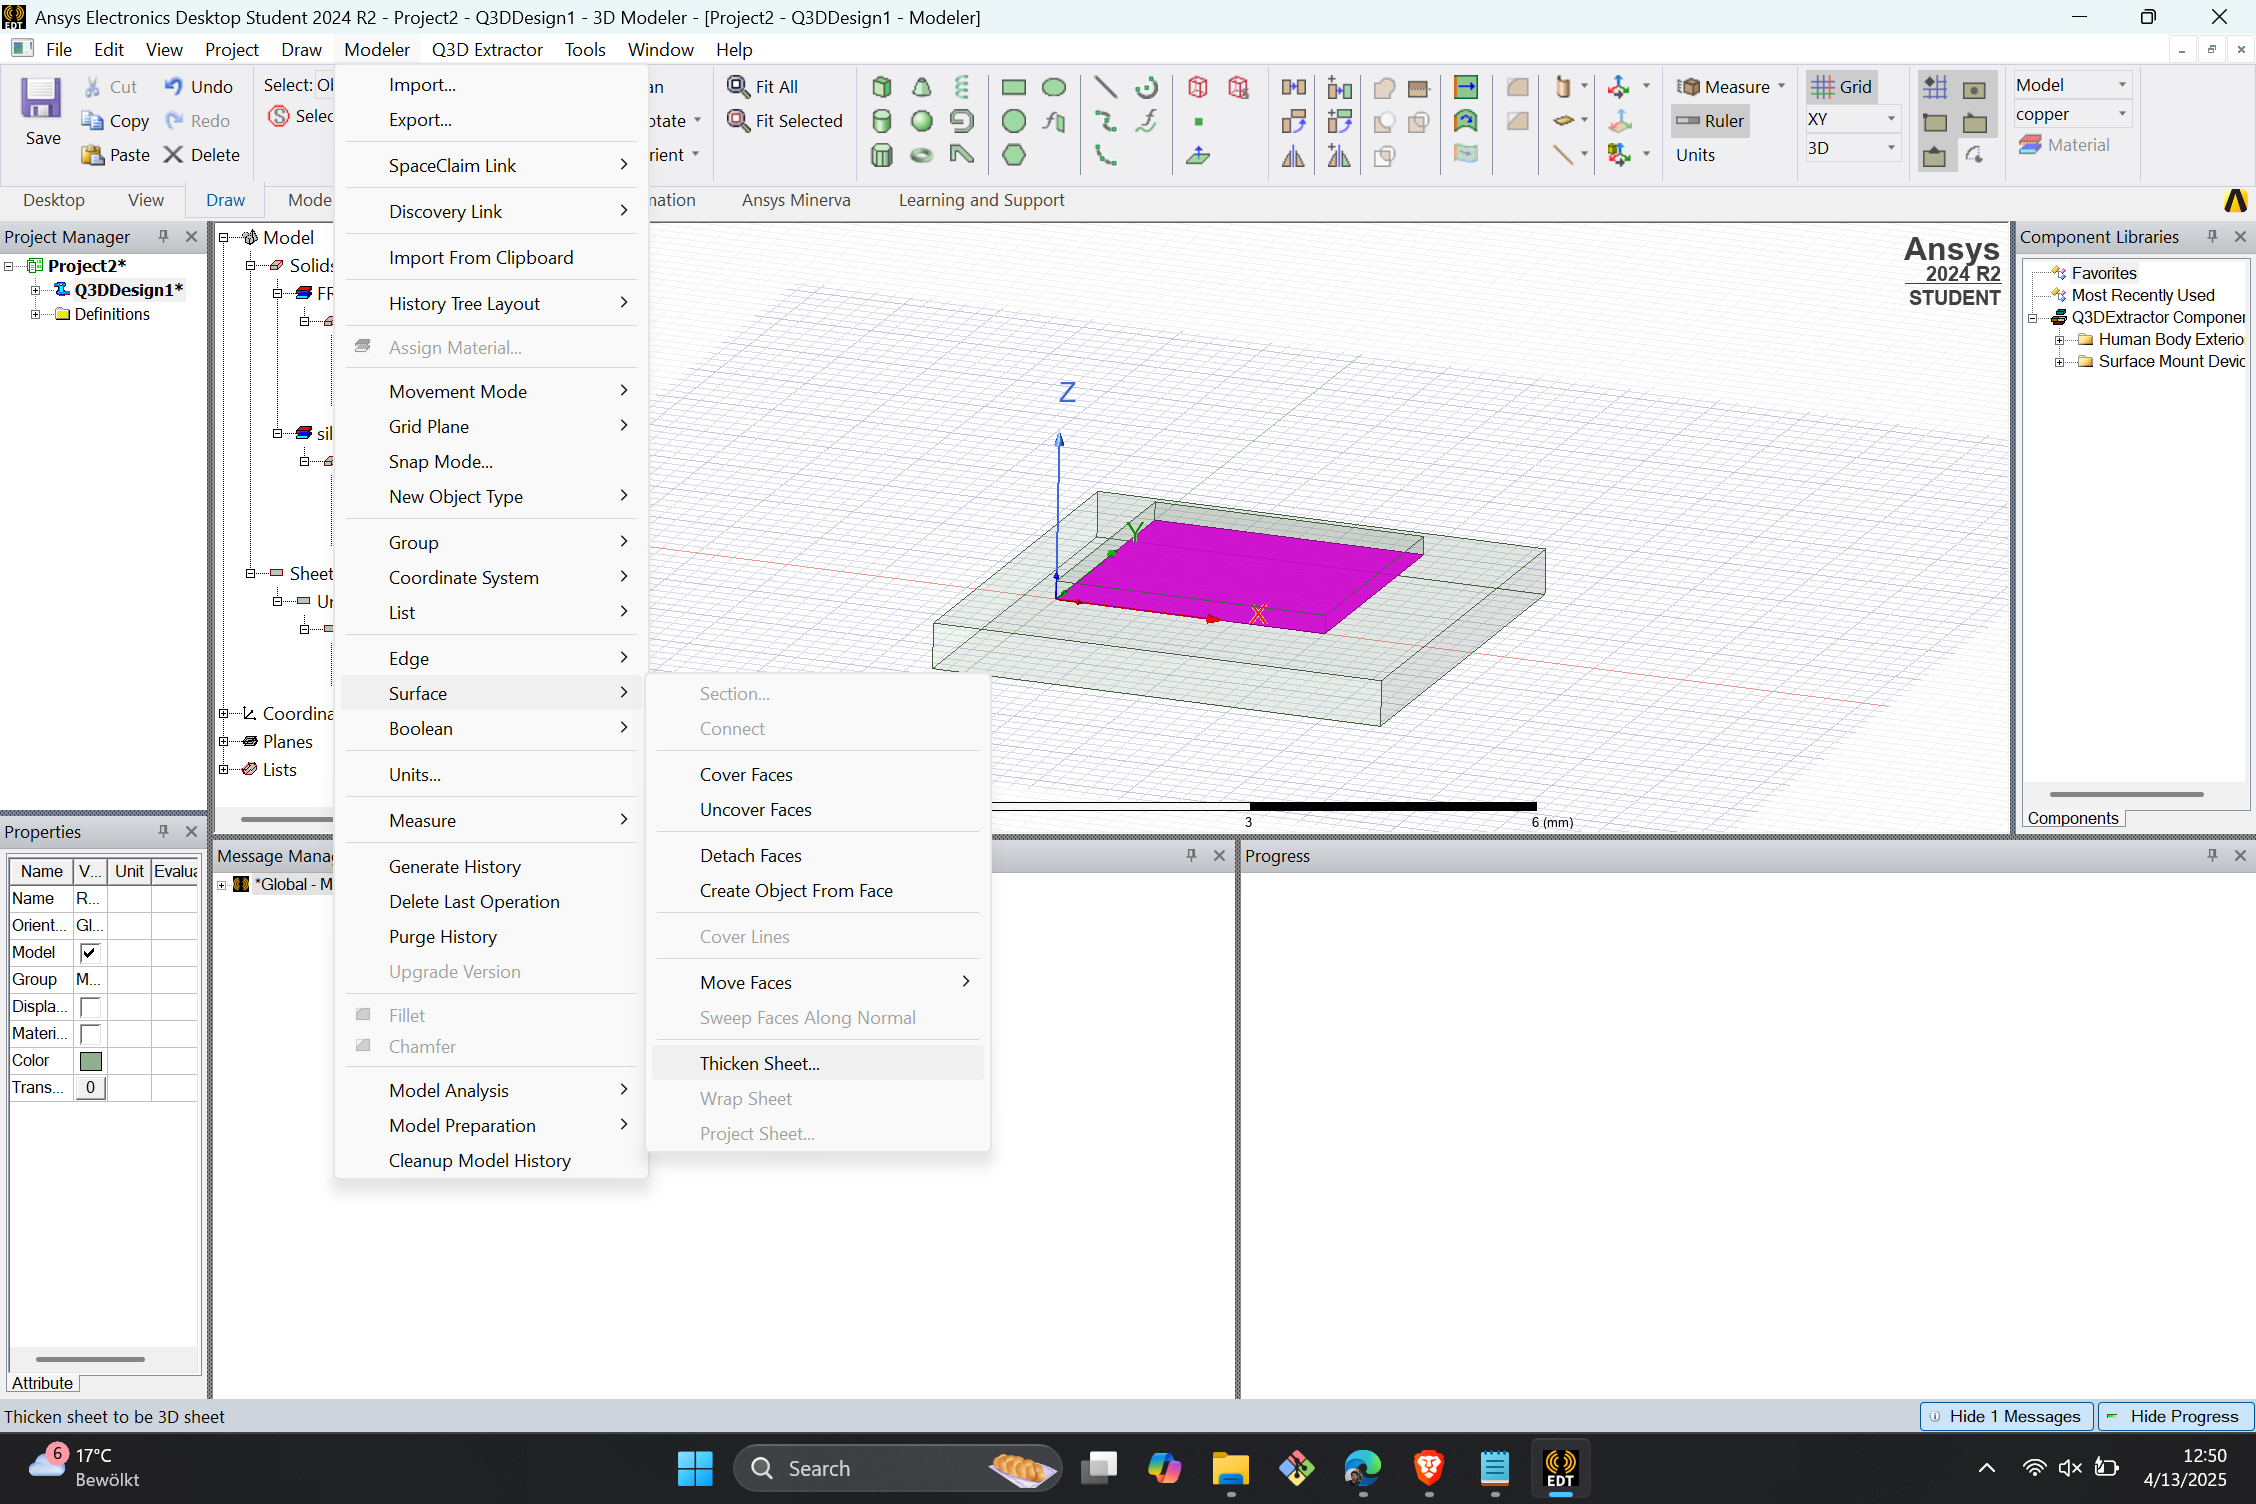 Ansys Electronics Desktop Student 2024 R2 - Project2 - Q3DDesign1 - 3D Modeler - [Project2 - Q3DDesign1 - Modeler]
File Edit View Project Draw Modeler Q3D Extractor Tools Window Help
Save
Cut
Copy
Paste
Undo
Redo
Delete
Select: Ob
Selec
an
otate
rient
Fit All
Fit Selected
Measure
Ruler
Units
Grid
XY
3D
Model
copper
Material
Desktop View Draw Mode
mation Ansys Minerva Learning and Support
Project Manager
Project2*
Q3DDesign1*
Definitions
Model
Solids
FR
sil
Sheet
Un
Coordina
Planes
Lists
Import...
Export...
SpaceClaim Link
Discovery Link
Import From Clipboard
History Tree Layout
Assign Material...
Movement Mode
Grid Plane
Snap Mode...
New Object Type
Group
Coordinate System
List
Edge
Surface
Boolean
Units...
Measure
Generate History
Delete Last Operation
Purge History
Upgrade Version
Fillet
Chamfer
Model Analysis
Model Preparation
Cleanup Model History
Section...
Connect
Cover Faces
Uncover Faces
Detach Faces
Create Object From Face
Cover Lines
Move Faces
Sweep Faces Along Normal
Thicken Sheet...
Wrap Sheet
Project Sheet...
Ansys
2024 R2
STUDENT
Z
Y
X
3 6 (mm)
Component Libraries
Favorites
Most Recently Used
Q3DExtractor Componer
Human Body Exterio
Surface Mount Devic
Components
Properties
Name V... Unit Evalua
Name R...
Orient... Gl...
Model
Group M...
Displa...
Materi...
Color
Trans... 0
Attribute
Message Mana
*Global - M
Progress
Thicken sheet to be 3D sheet
Hide 1 Messages
Hide Progress
6
17°C
Bewölkt
Search
EDT
12:50
4/13/2025